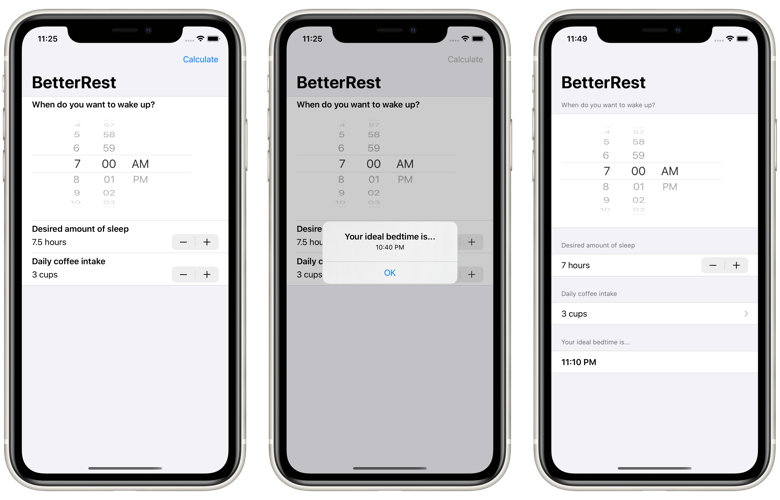 11:25
Calculate
BetterRest
When do you want to wake up?
4 57
5 58
6 59
7 00 AM
8 01 PM
9 02
10 03
Desired amount of sleep
7.5 hours
− +
Daily coffee intake
3 cups
− +
11:25
Calculate
BetterRest
When do you want to wake up?
4 57
5 58
6 59
7 00 AM
8 01 PM
9 02
10 03
Desire
7.5 hou
+
Daily c
3 cups
+
Your ideal bedtime is...
10:40 PM
OK
11:49
BetterRest
When do you want to wake up?
4 57
5 58
6 59
7 00 AM
8 01 PM
9 02
10 03
Desired amount of sleep
7 hours
− +
Daily coffee intake
3 cups
Your ideal bedtime is...
11:10 PM